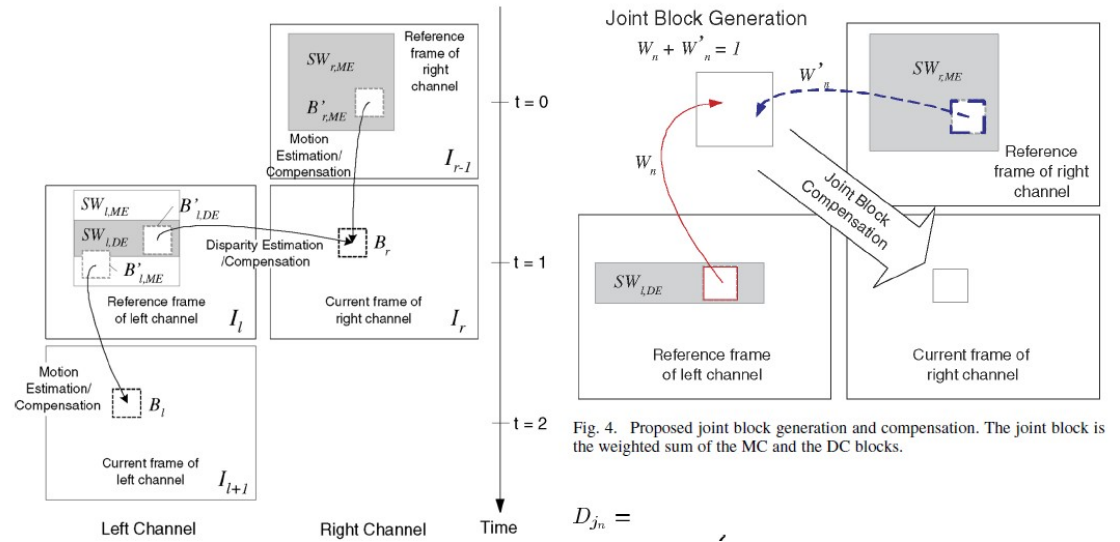 Reference
frame of
right
channel
SW_{r,ME}
t = 0
B'_{r,ME}
Motion
Estimation/
Compensation
I_{r-1}
SW_{l,ME}
B'_{l,DE}
SW_{l,DE}
Disparity Estimation
/Compensation
B_r
t = 1
B'_{l,ME}
Reference frame
of left channel
I_l
Current frame of
right channel
I_r
Motion
Estimation/
Compensation
B_l
t = 2
Current frame of
left channel
I_{l+1}
Left Channel
Right Channel
Time
Joint Block Generation
W_n + W'_n = 1
W'_n
SW_{r,ME}
W_n
Reference
frame of right
channel
Joint Block
Compensation
SW_{l,DE}
Reference frame
of left channel
Current frame of
right channel
Fig. 4. Proposed joint block generation and compensation. The joint block is
the weighted sum of the MC and the DC blocks.
D_{j_n} =